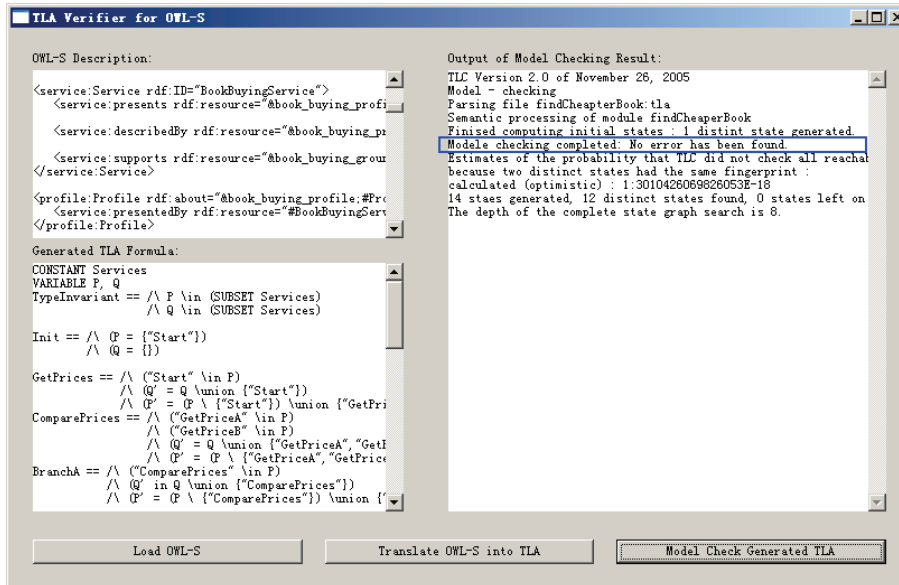 TLA Verifier for OWL-S
OWL-S Description:
<service:Service rdf:ID="BookBuyingService">
<service:presents rdf:resource="&book_buying_profi
<service:describedBy rdf:resource="&book_buying_pr
<service:supports rdf:resource="&book_buying_grour
</service:Service>
<profile:Profile rdf:about="&book_buying_profile;#Pro
<service:presentedBy rdf:resource="#BookBuyingServ
</profile:Profile>
Generated TLA Formula:
CONSTANT Services
VARIABLE P, Q
TypeInvariant == /\ P \in (SUBSET Services)
/\ Q \in (SUBSET Services)
Init == /\ (P = {"Start"})
/\ (Q = {})
GetPrices == /\ ("Start" \in P)
/\ (Q' = Q \union {"Start"})
/\ (P' = (P \ {"Start"}) \union {"GetPri
ComparePrices == /\ ("GetPriceA" \in P)
/\ ("GetPriceB" \in P)
/\ (Q' = Q \union {"GetPriceA","GetF
/\ (P' = (P \ {"GetPriceA","GetPrice
BranchA == /\ ("ComparePrices" \in P)
/\ (Q' in Q \union {"ComparePrices"})
/\ (P' = (P \ {"ComparePrices"}) \union {"
Output of Model Checking Result:
TLC Version 2.0 of November 26, 2005
Model - checking
Parsing file findCheapterBook:tla
Semantic processing of module findCheaperBook
Finised computing initial states : 1 distint state generated.
Modele checking completed: No error has been found.
Estimates of the probability that TLC did not check all reachab
because two distinct states had the same fingerprint :
calculated (optimistic) : 1:3010426069826053E-18
14 staes generated, 12 distinct states found, 0 states left on
The depth of the complete state graph search is 8.
Load OWL-S
Translate OWL-S into TLA
Model Check Generated TLA